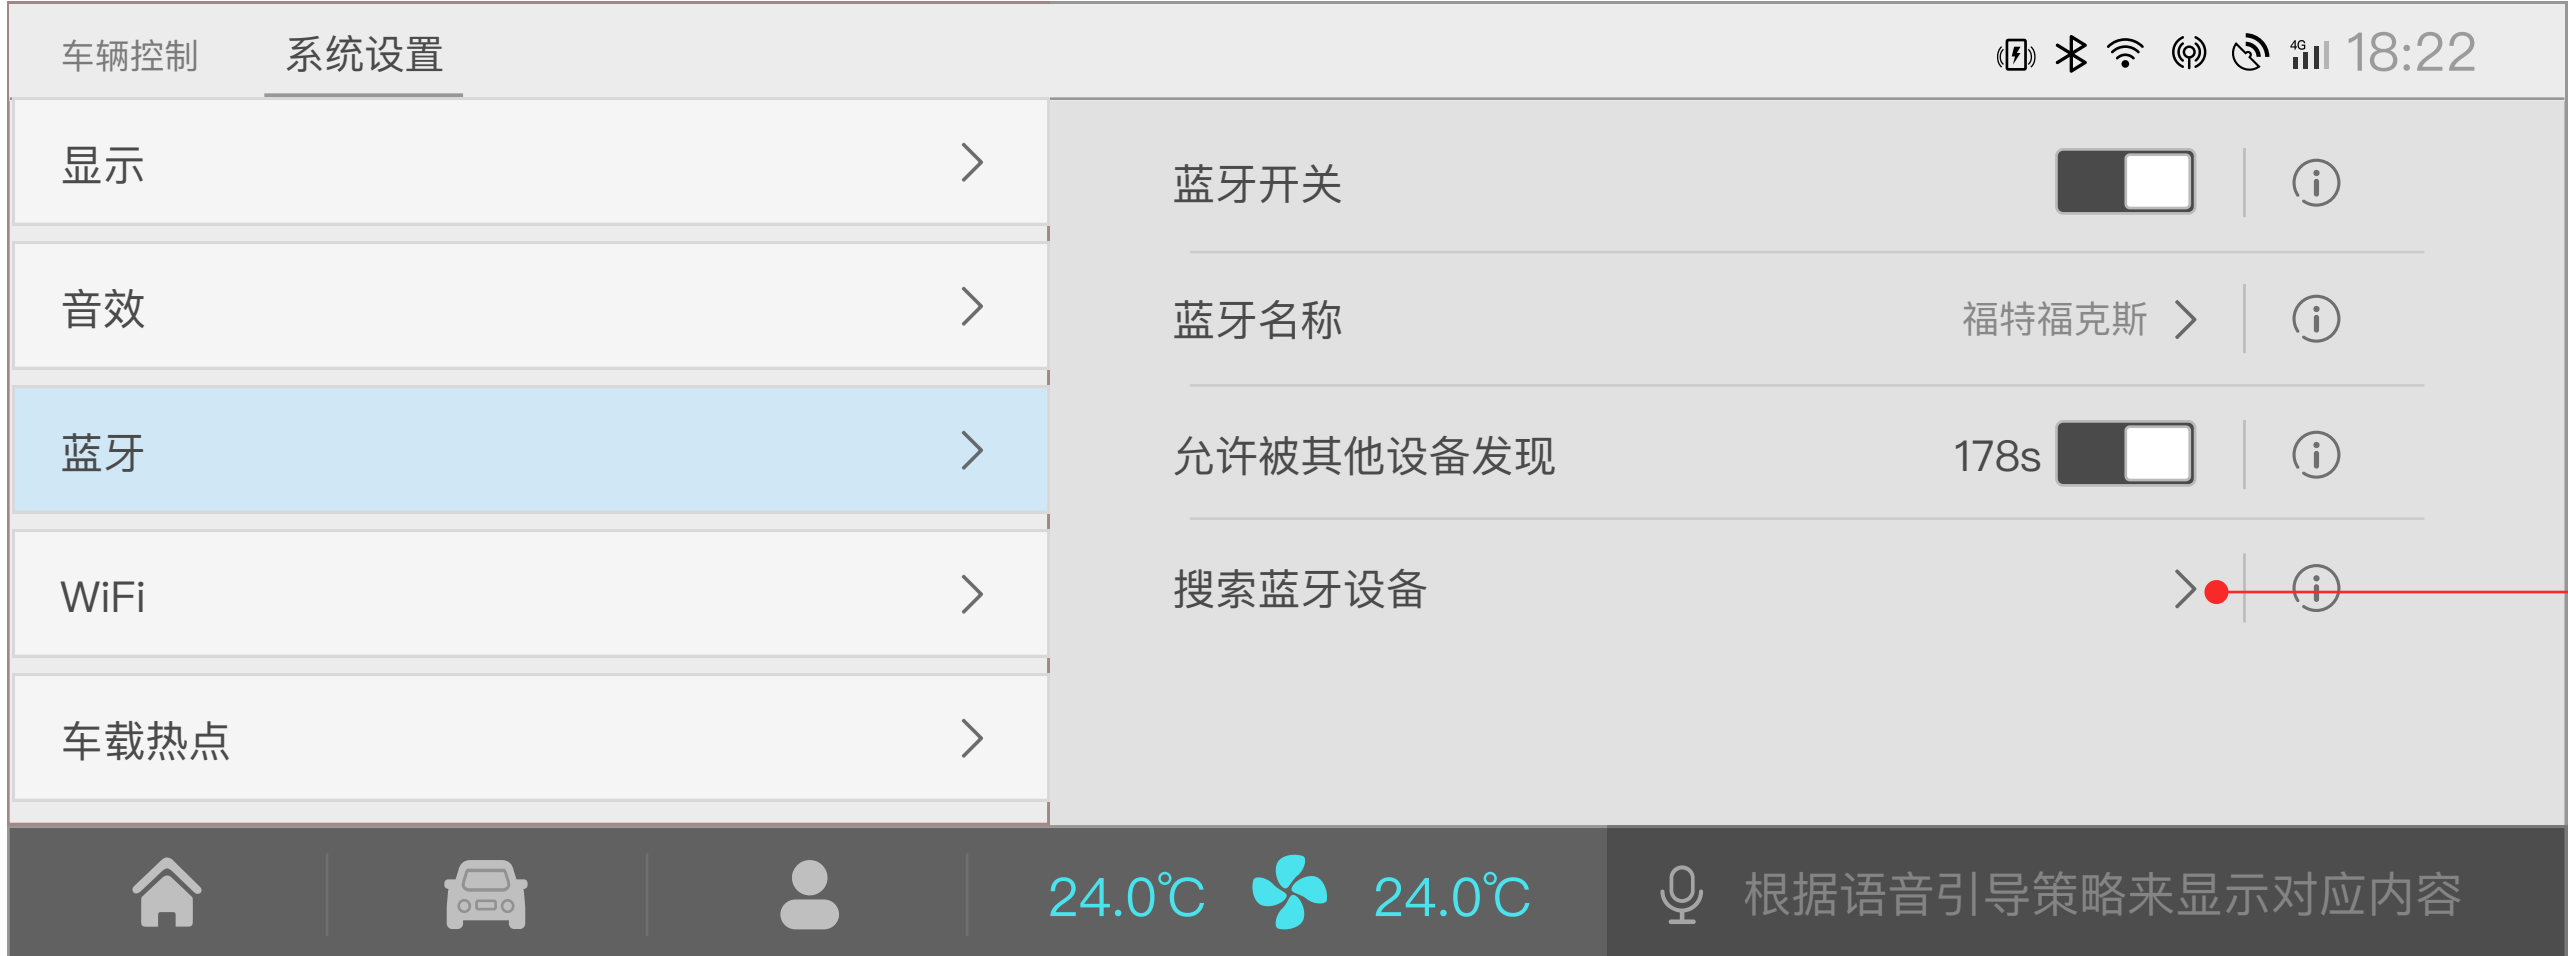 车辆控制 系统设置 4G 18:22
显示
音效
蓝牙
WiFi
车载热点
蓝牙开关
蓝牙名称 福特福克斯
允许被其他设备发现 178s
搜索蓝牙设备
24.0℃ 24.0℃ 根据语音引导策略来显示对应内容